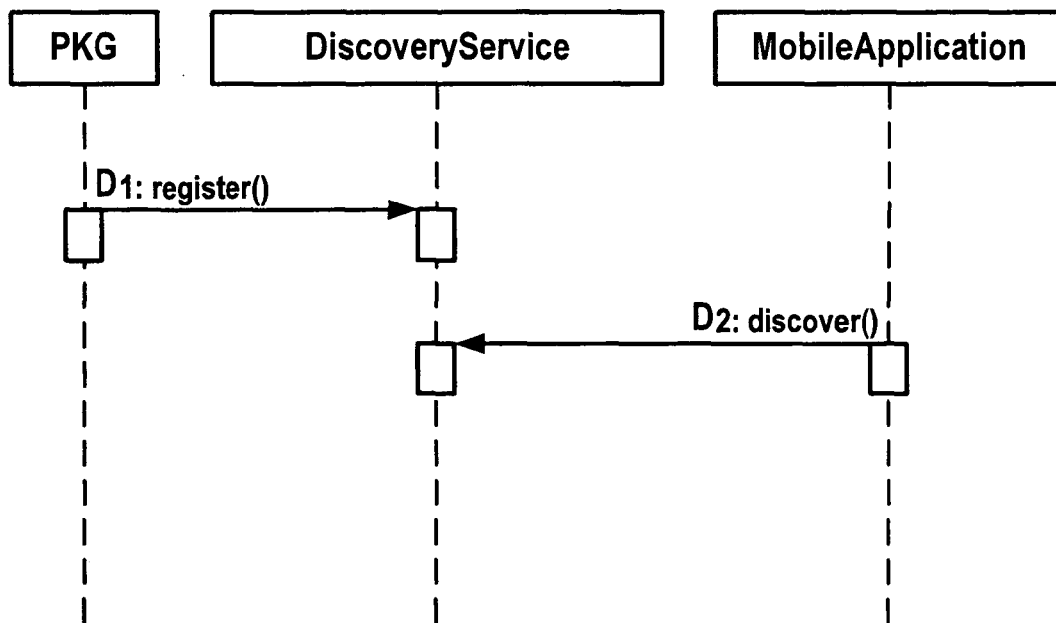 PKG
DiscoveryService
MobileApplication
D1: register()
D2: discover()